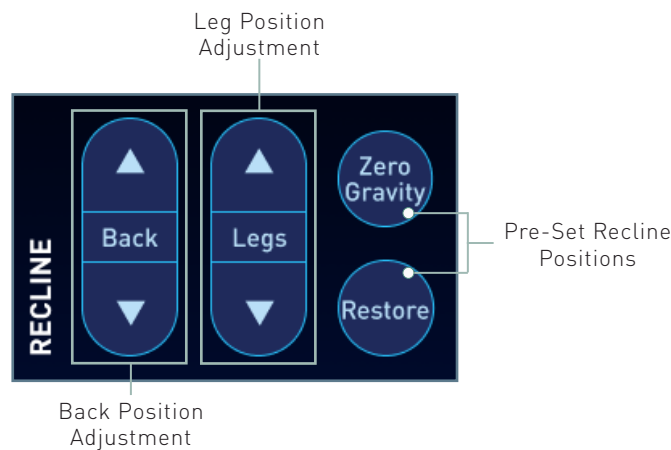 Leg Position
Adjustment
RECLINE
Back
Legs
Zero
Gravity
Restore
Pre-Set Recline
Positions
Back Position
Adjustment